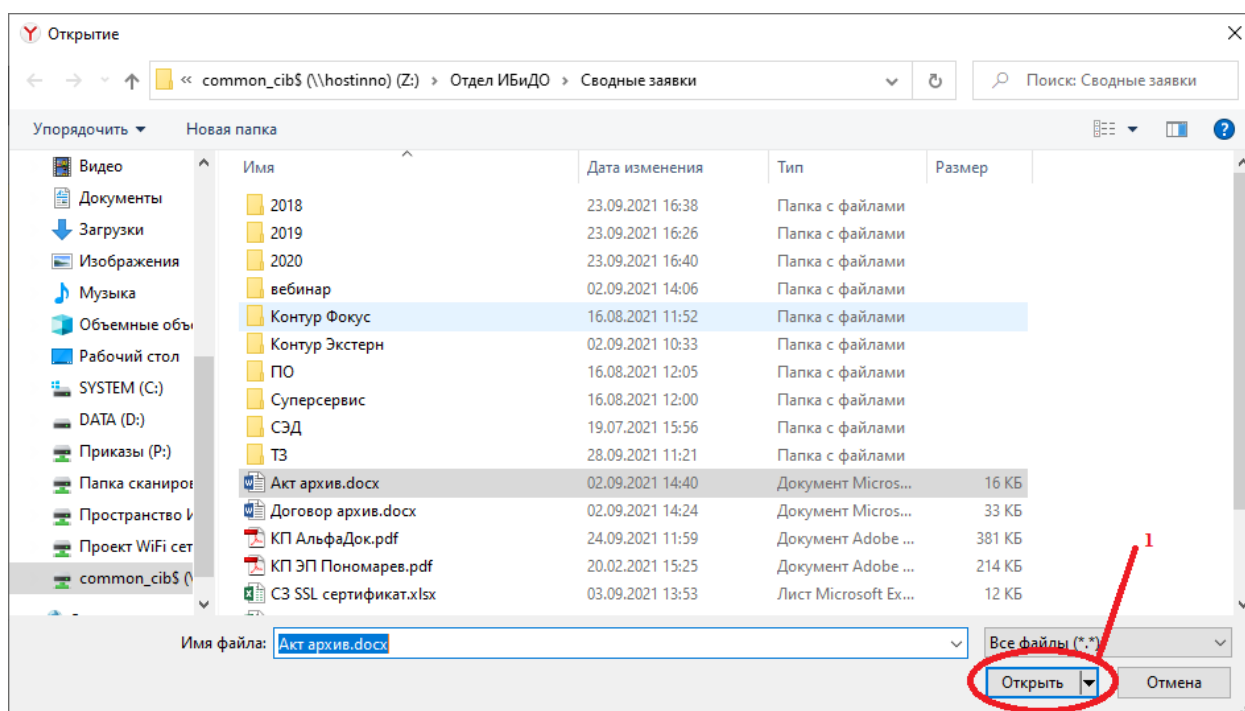 Открытие
« common_cib$ (\\hostinno) (Z:) › Отдел ИБиДО › Сводные заявки Поиск: Сводные заявки
Упорядочить Новая папка
Имя Дата изменения Тип Размер
Видео
Документы
Загрузки
Изображения
Музыка
Объемные объ
Рабочий стол
SYSTEM (C:)
DATA (D:)
Приказы (P:)
Папка сканиров
Пространство И
Проект WiFi сет
common_cib$ (\
2018 23.09.2021 16:38 Папка с файлами
2019 23.09.2021 16:26 Папка с файлами
2020 23.09.2021 16:40 Папка с файлами
вебинар 02.09.2021 14:06 Папка с файлами
Контур Фокус 16.08.2021 11:52 Папка с файлами
Контур Экстерн 02.09.2021 10:33 Папка с файлами
ПО 16.08.2021 12:05 Папка с файлами
Суперсервис 16.08.2021 12:00 Папка с файлами
СЭД 19.07.2021 15:56 Папка с файлами
ТЗ 28.09.2021 11:21 Папка с файлами
Акт архив.docx 02.09.2021 14:40 Документ Micros... 16 КБ
Договор архив.docx 02.09.2021 14:24 Документ Micros... 33 КБ
КП АльфаДок.pdf 24.09.2021 11:59 Документ Adobe ... 381 КБ
КП ЭП Пономарев.pdf 20.02.2021 15:25 Документ Adobe ... 214 КБ
СЗ SSL сертификат.xlsx 03.09.2021 13:53 Лист Microsoft Ex... 12 КБ
1
Имя файла: Акт архив.docx Все файлы (*.*)
Открыть Отмена